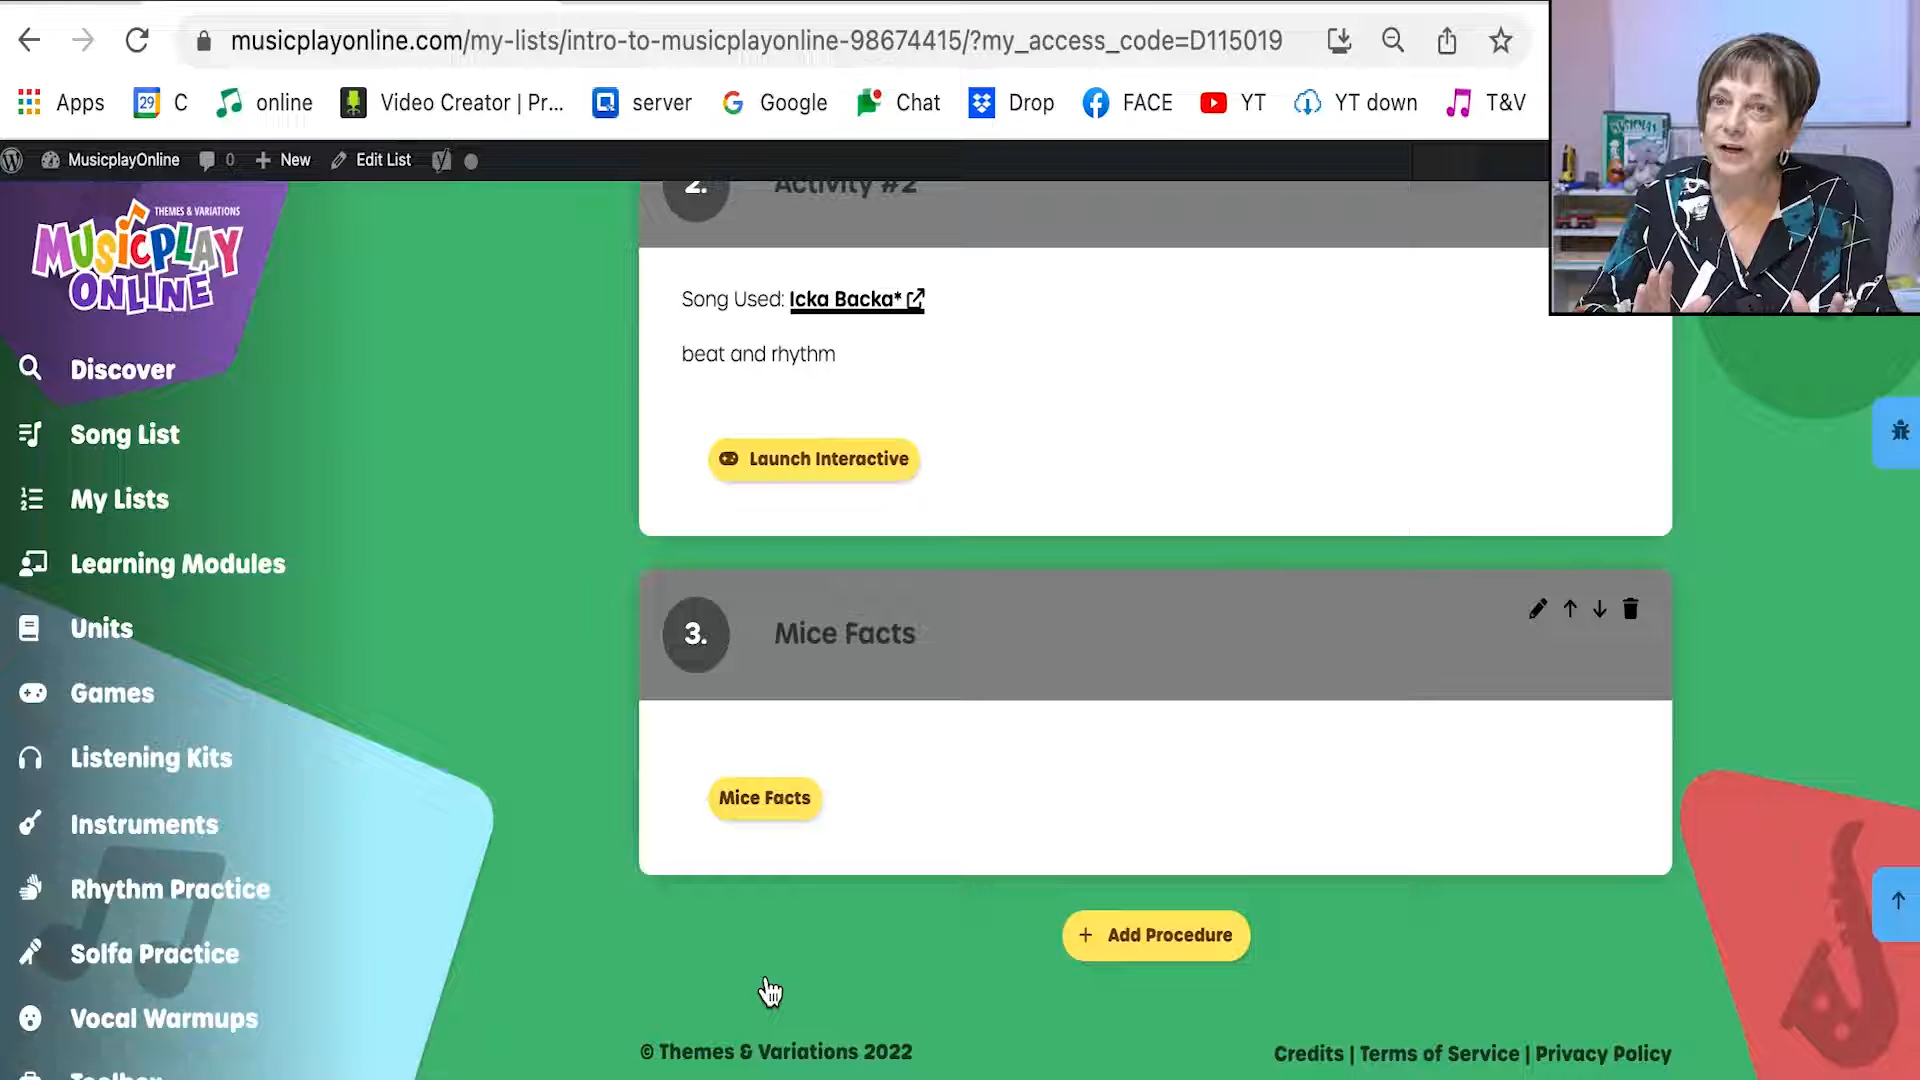 musicplayonline.com/my-lists/intro-to-musicplayonline-98674415/?my_access_code=D115019
Apps 29 C online Video Creator | Pr... server Google Chat Drop FACE YT YT down T&V
MusicplayOnline 0 New Edit List
THEMES & VARIATIONS
MUSICPLAY
ONLINE
Discover
Song List
My Lists
Learning Modules
Units
Games
Listening Kits
Instruments
Rhythm Practice
Solfa Practice
Vocal Warmups
Toolbox
2. Activity #2
Song Used: Icka Backa*
beat and rhythm
Launch Interactive
3. Mice Facts
Mice Facts
+ Add Procedure
© Themes & Variations 2022
Credits | Terms of Service | Privacy Policy
MUSICPLAY